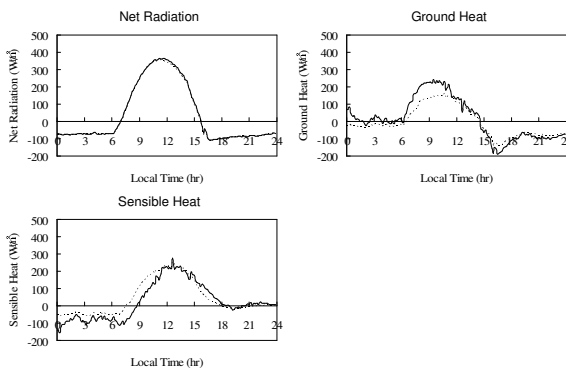 Net Radiation
Net Radiation (W/m²)
500
400
300
200
100
0
-100
-200
0 3 6 9 12 15 18 21 24
Local Time (hr)
Ground Heat
Ground Heat (W/m²)
500
400
300
200
100
0
-100
-200
0 3 6 9 12 15 18 21 24
Local Time (hr)
Sensible Heat
Sensible Heat (W/m²)
500
400
300
200
100
0
-100
-200
0 3 6 9 12 15 18 21 24
Local Time (hr)